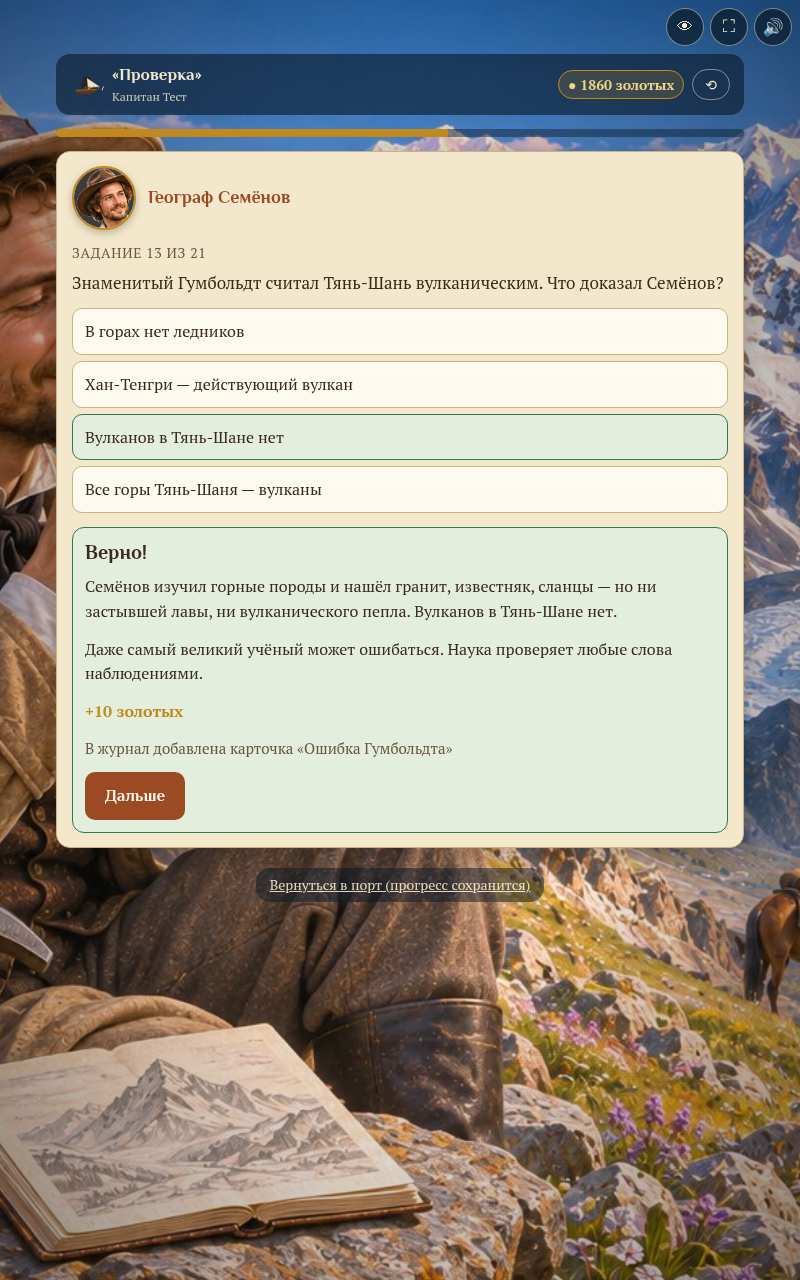 «Проверка»
Капитан Тест
● 1860 золотых
Географ Семёнов
ЗАДАНИЕ 13 ИЗ 21
Знаменитый Гумбольдт считал Тянь-Шань вулканическим. Что доказал Семёнов?
В горах нет ледников
Хан-Тенгри — действующий вулкан
Вулканов в Тянь-Шане нет
Все горы Тянь-Шаня — вулканы
Верно!
Семёнов изучил горные породы и нашёл гранит, известняк, сланцы — но ни
застывшей лавы, ни вулканического пепла. Вулканов в Тянь-Шане нет.
Даже самый великий учёный может ошибаться. Наука проверяет любые слова
наблюдениями.
+10 золотых
В журнал добавлена карточка «Ошибка Гумбольдта»
Дальше
Вернуться в порт (прогресс сохранится)